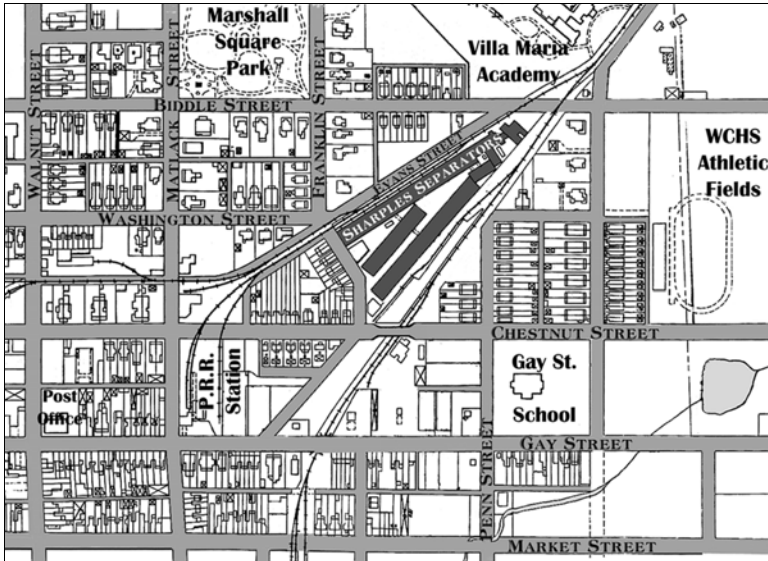 Marshall
Square
Park
Villa Maria
Academy
WALNUT STREET
MATLACK STREET
FRANKLIN STREET
BIDDLE STREET
EVANS STREET
SHARPLES SEPARATOR
WCHS
Athletic
Fields
WASHINGTON STREET
CHESTNUT STREET
P.R.R.
Station
Gay St.
School
Post
Office
GAY STREET
PENN STREET
MARKET STREET